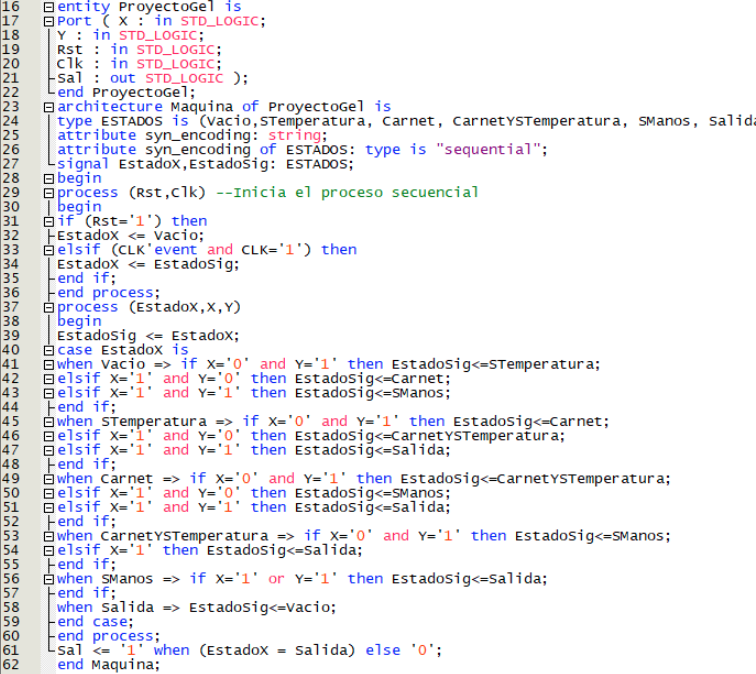 16 entity ProyectoGel is
17 Port ( X : in STD_LOGIC;
18 Y : in STD_LOGIC;
19 Rst : in STD_LOGIC;
20 Clk : in STD_LOGIC;
21 Sal : out STD_LOGIC );
22 end ProyectoGel;
23 architecture Maquina of ProyectoGel is
24 type ESTADOS is (Vacio,STemperatura, Carnet, CarnetYSTemperatura, SManos, Salida
25 attribute syn_encoding: string;
26 attribute syn_encoding of ESTADOS: type is "sequential";
27 signal EstadoX,EstadoSig: ESTADOS;
28 begin
29 process (Rst,Clk) --Inicia el proceso secuencial
30 begin
31 if (Rst='1') then
32 EstadoX <= Vacio;
33 elsif (CLK'event and CLK='1') then
34 EstadoX <= EstadoSig;
35 end if;
36 end process;
37 process (EstadoX,X,Y)
38 begin
39 EstadoSig <= EstadoX;
40 case EstadoX is
41 when Vacio => if X='0' and Y='1' then EstadoSig<=STemperatura;
42 elsif X='1' and Y='0' then EstadoSig<=Carnet;
43 elsif X='1' and Y='1' then EstadoSig<=SManos;
44 end if;
45 when STemperatura => if X='0' and Y='1' then EstadoSig<=Carnet;
46 elsif X='1' and Y='0' then EstadoSig<=CarnetYSTemperatura;
47 elsif X='1' and Y='1' then EstadoSig<=Salida;
48 end if;
49 when Carnet => if X='0' and Y='1' then EstadoSig<=CarnetYSTemperatura;
50 elsif X='1' and Y='0' then EstadoSig<=SManos;
51 elsif X='1' and Y='1' then EstadoSig<=Salida;
52 end if;
53 when CarnetYSTemperatura => if X='0' and Y='1' then EstadoSig<=SManos;
54 elsif X='1' then EstadoSig<=Salida;
55 end if;
56 when SManos => if X='1' or Y='1' then EstadoSig<=Salida;
57 end if;
58 when Salida => EstadoSig<=Vacio;
59 end case;
60 end process;
61 Sal <= '1' when (EstadoX = Salida) else '0';
62 end Maquina;